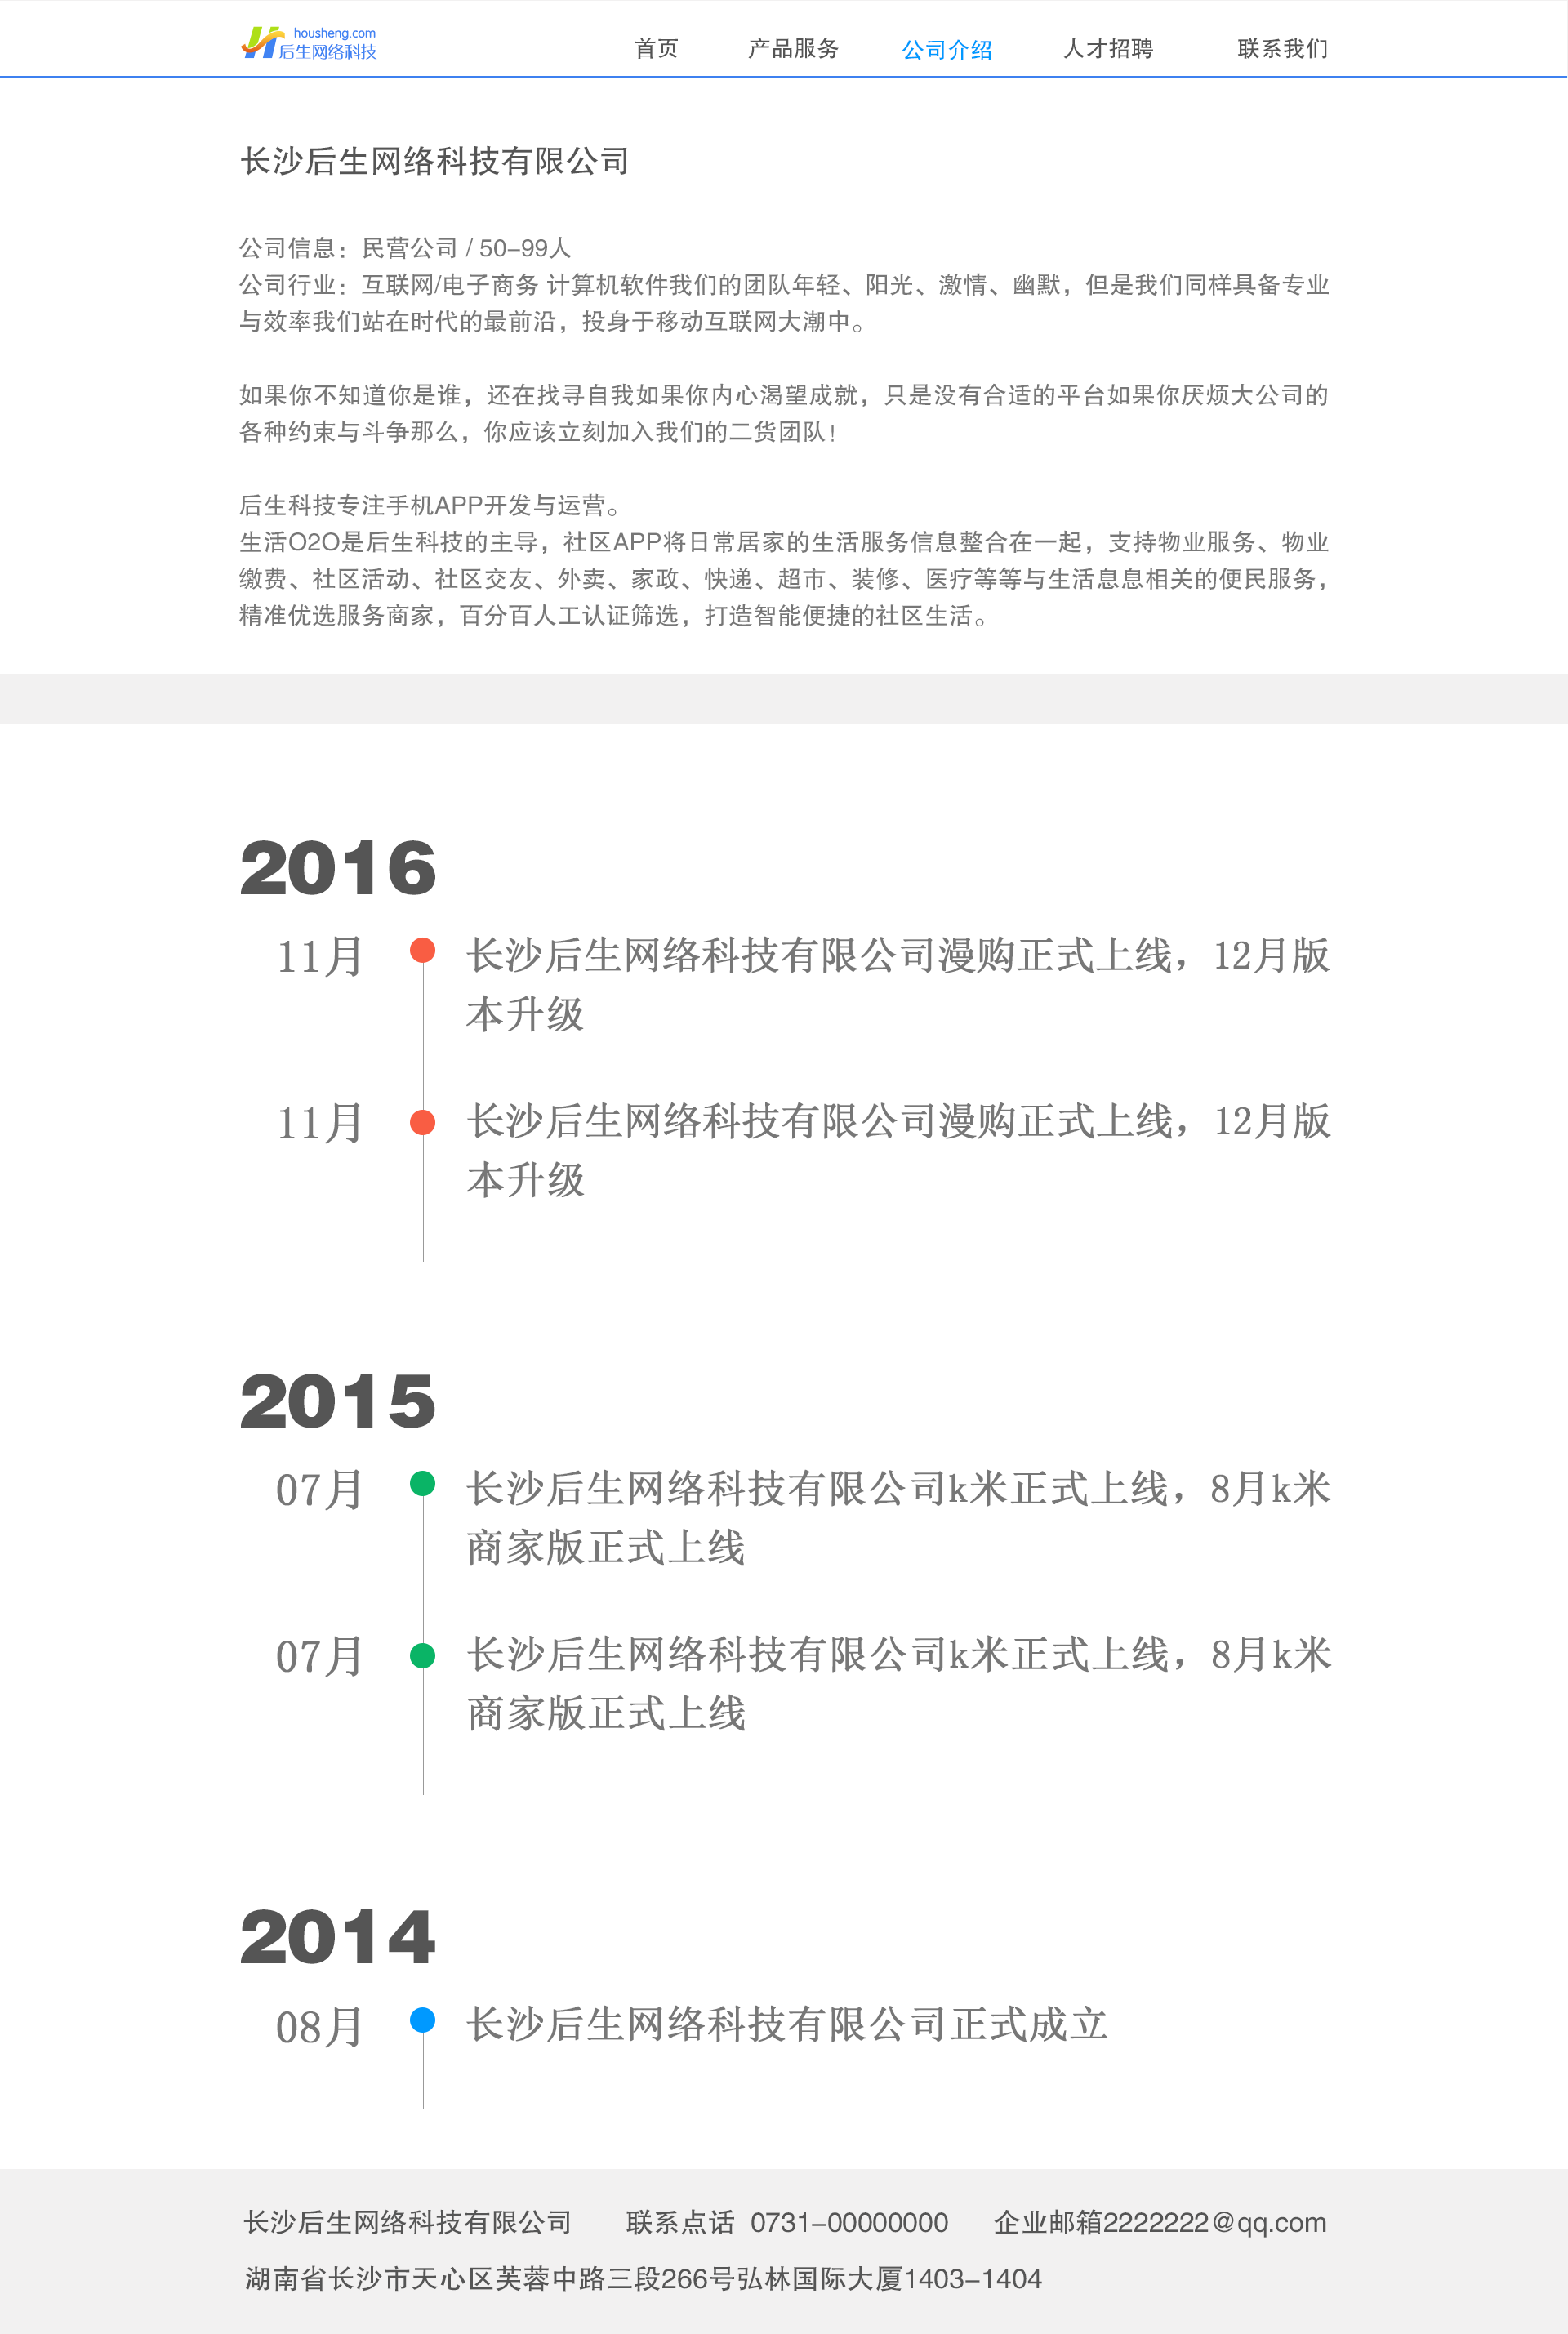 housheng.com
后生网络科技
首页 产品服务 公司介绍 人才招聘 联系我们
长沙后生网络科技有限公司
公司信息：民营公司 / 50-99人
公司行业：互联网/电子商务 计算机软件我们的团队年轻、阳光、激情、幽默，但是我们同样具备专业
与效率我们站在时代的最前沿，投身于移动互联网大潮中。
如果你不知道你是谁，还在找寻自我如果你内心渴望成就，只是没有合适的平台如果你厌烦大公司的
各种约束与斗争那么，你应该立刻加入我们的二货团队！
后生科技专注手机APP开发与运营。
生活O2O是后生科技的主导，社区APP将日常居家的生活服务信息整合在一起，支持物业服务、物业
缴费、社区活动、社区交友、外卖、家政、快递、超市、装修、医疗等等与生活息息相关的便民服务，
精准优选服务商家，百分百人工认证筛选，打造智能便捷的社区生活。
2016
11月 长沙后生网络科技有限公司漫购正式上线，12月版
本升级
11月 长沙后生网络科技有限公司漫购正式上线，12月版
本升级
2015
07月 长沙后生网络科技有限公司k米正式上线，8月k米
商家版正式上线
07月 长沙后生网络科技有限公司k米正式上线，8月k米
商家版正式上线
2014
08月 长沙后生网络科技有限公司正式成立
长沙后生网络科技有限公司 联系点话 0731-00000000 企业邮箱2222222@qq.com
湖南省长沙市天心区芙蓉中路三段266号弘林国际大厦1403-1404